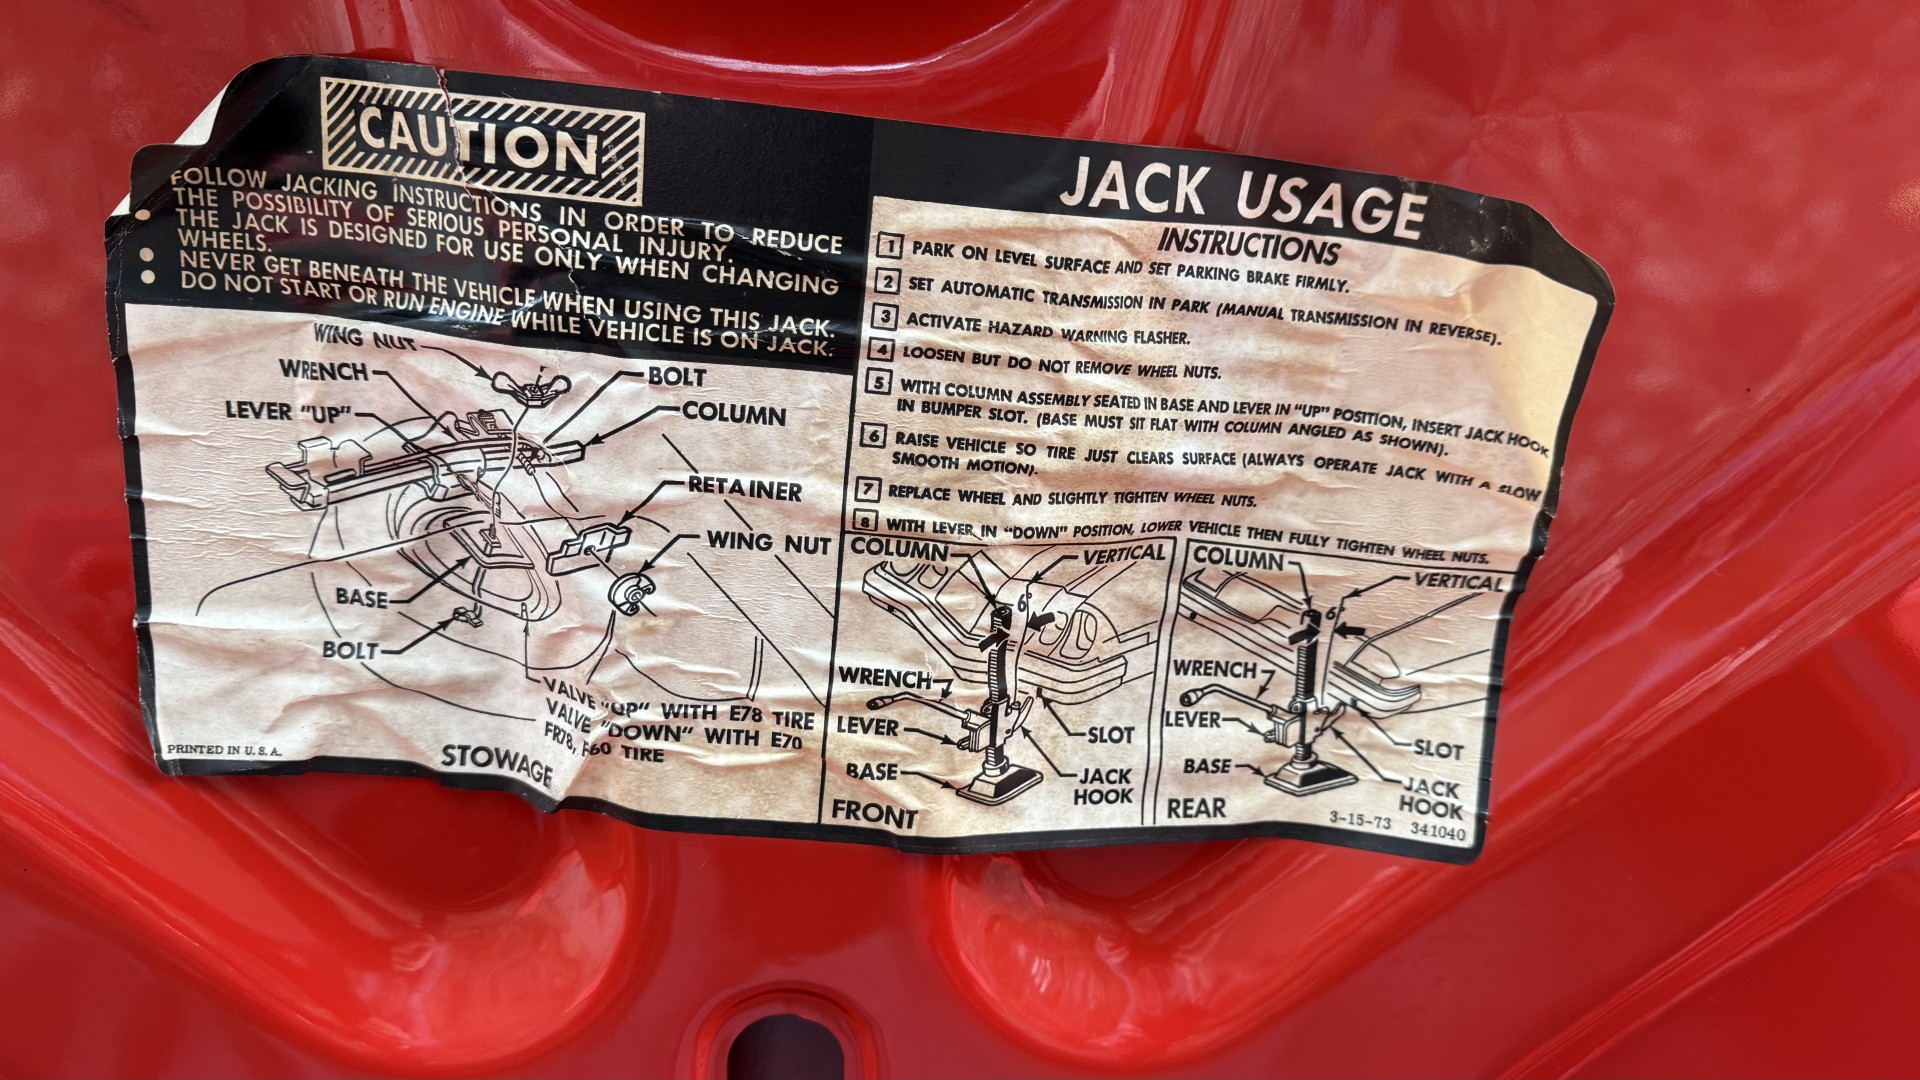 CAUTION
FOLLOW JACKING INSTRUCTIONS IN ORDER TO REDUCE
THE POSSIBILITY OF SERIOUS PERSONAL INJURY.
• THE JACK IS DESIGNED FOR USE ONLY WHEN CHANGING
WHEELS.
• NEVER GET BENEATH THE VEHICLE WHEN USING THIS JACK.
• DO NOT START OR RUN ENGINE WHILE VEHICLE IS ON JACK.
WING NUT
WRENCH
LEVER "UP"
BOLT
COLUMN
RETAINER
WING NUT
BASE
BOLT
VALVE "UP" WITH E78 TIRE
VALVE "DOWN" WITH E70
FR78, F60 TIRE
PRINTED IN U.S.A.
STOWAGE
JACK USAGE
INSTRUCTIONS
1 PARK ON LEVEL SURFACE AND SET PARKING BRAKE FIRMLY.
2 SET AUTOMATIC TRANSMISSION IN PARK (MANUAL TRANSMISSION IN REVERSE).
3 ACTIVATE HAZARD WARNING FLASHER.
4 LOOSEN BUT DO NOT REMOVE WHEEL NUTS.
5 WITH COLUMN ASSEMBLY SEATED IN BASE AND LEVER IN "UP" POSITION, INSERT JACK HOOK
IN BUMPER SLOT. (BASE MUST SIT FLAT WITH COLUMN ANGLED AS SHOWN).
6 RAISE VEHICLE SO TIRE JUST CLEARS SURFACE (ALWAYS OPERATE JACK WITH A SLOW
SMOOTH MOTION).
7 REPLACE WHEEL AND SLIGHTLY TIGHTEN WHEEL NUTS.
8 WITH LEVER IN "DOWN" POSITION, LOWER VEHICLE THEN FULLY TIGHTEN WHEEL NUTS.
COLUMN
VERTICAL
6°
WRENCH
LEVER
SLOT
BASE
JACK
HOOK
FRONT
COLUMN
VERTICAL
6°
WRENCH
LEVER
SLOT
BASE
JACK
HOOK
REAR
3-15-73 341040